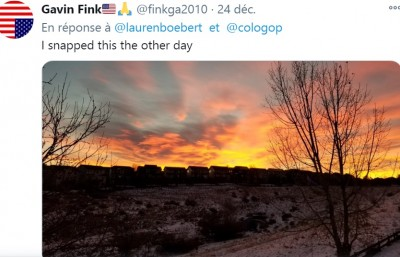 Gavin Fink🇺🇸🙏 @finkga2010 · 24 déc.
En réponse à @laurenboebert et @cologop
I snapped this the other day